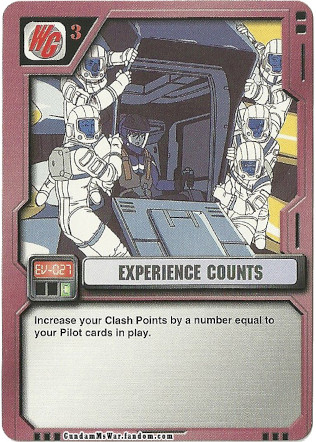 WG 3
EV-027
EXPERIENCE COUNTS
C
Increase your Clash Points by a number equal to
your Pilot cards in play.
GundamMsWar.fandom.com